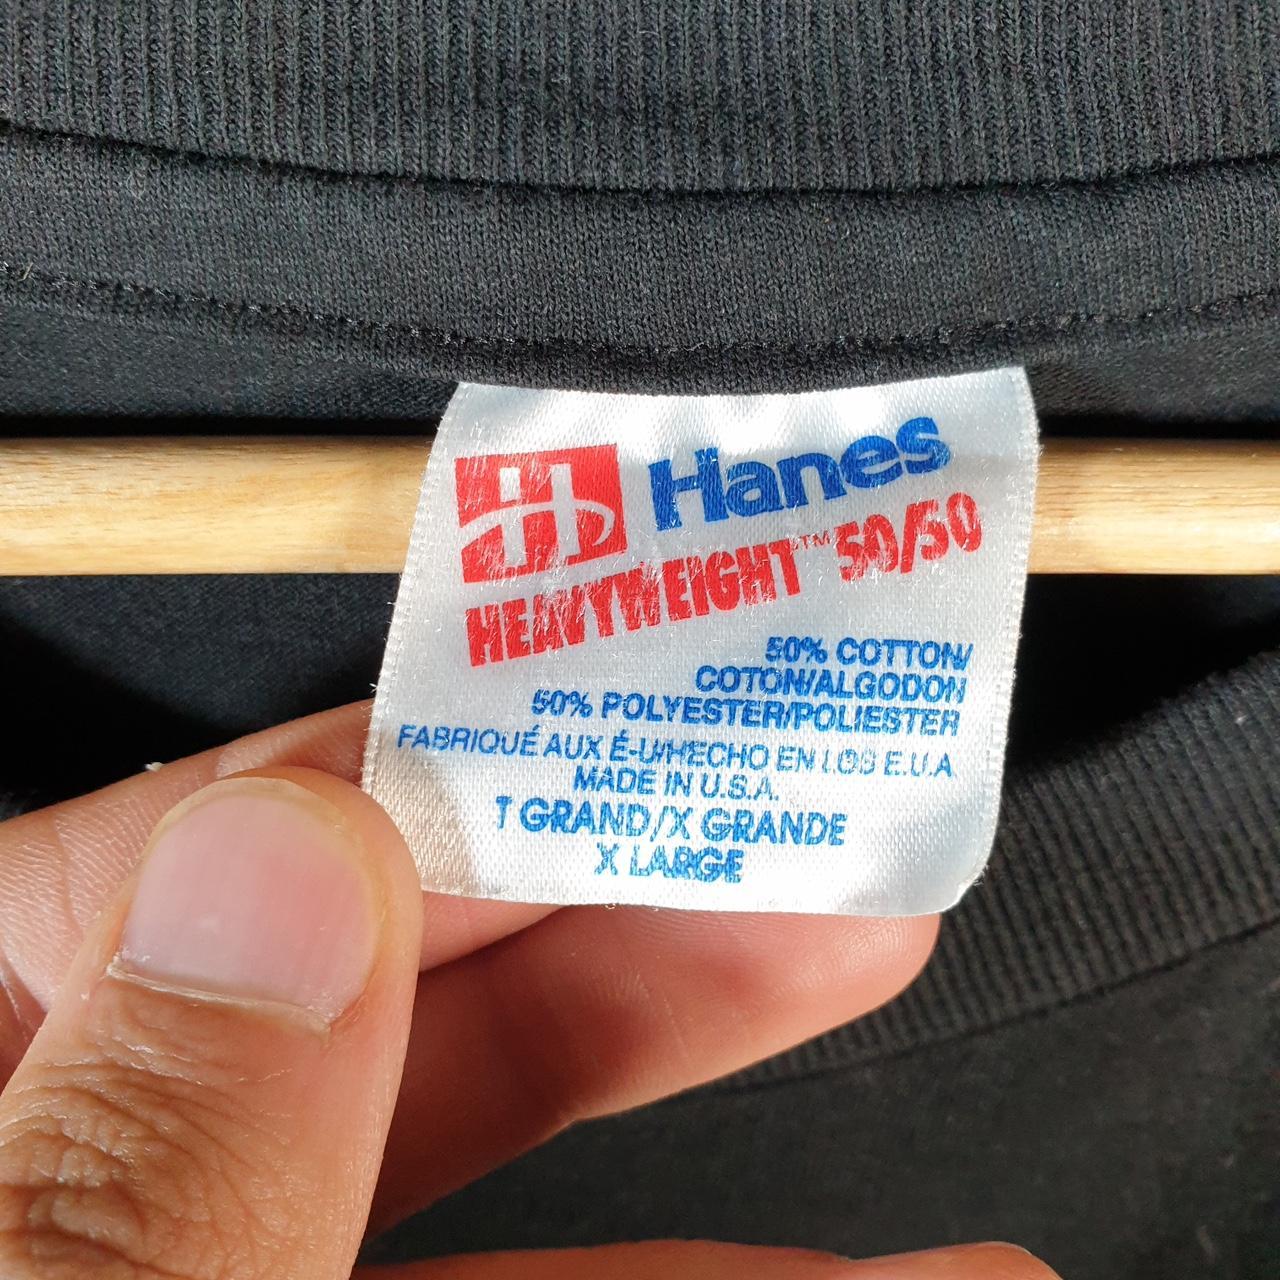 H Hanes
HEAVYWEIGHT™ 50/50
50% COTTON/
COTON/ALGODON
50% POLYESTER/POLIESTER
FABRIQUÉ AUX É-U/HECHO EN LOS E.U.A
MADE IN U.S.A.
T GRAND/X GRANDE
X LARGE